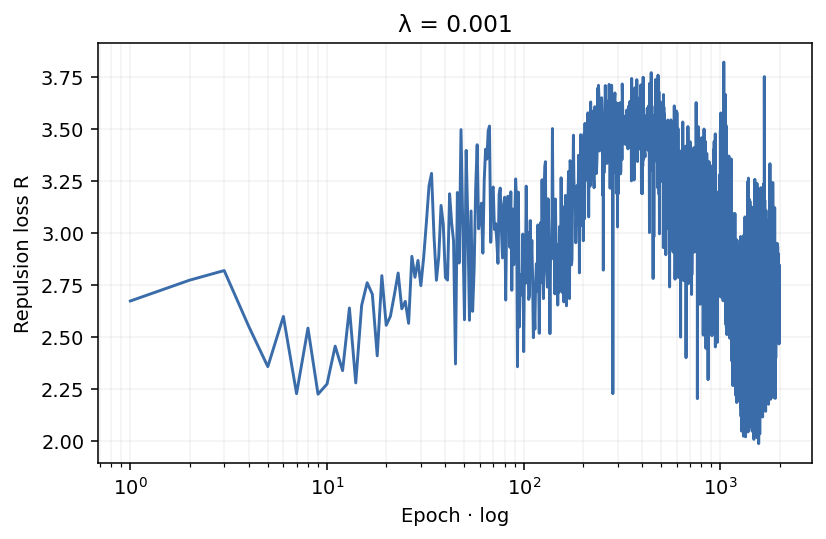 λ = 0.001
Repulsion loss R
3.75
3.50
3.25
3.00
2.75
2.50
2.25
2.00
10⁰ 10¹ 10² 10³
Epoch · log